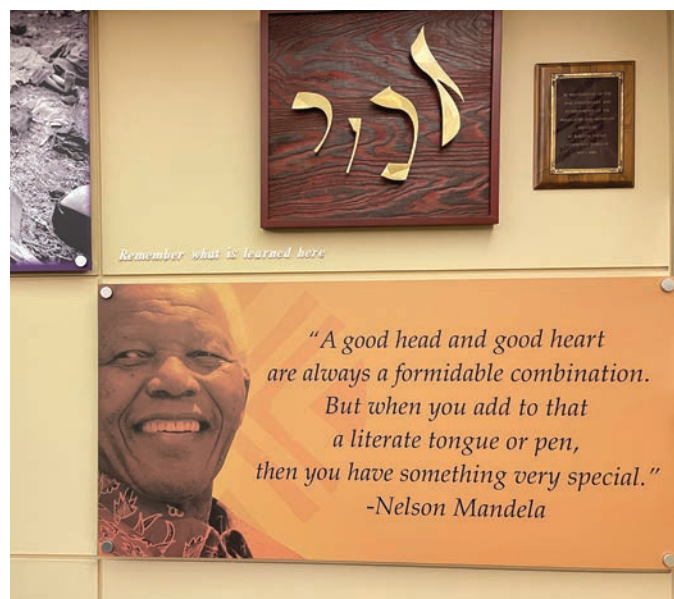 זכור
Remember what is learned here
“A good head and good heart
are always a formidable combination.
But when you add to that
a literate tongue or pen,
then you have something very special.”
-Nelson Mandela